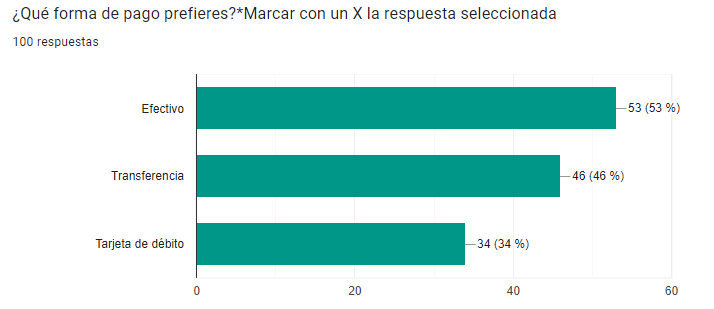 ¿Qué forma de pago prefieres?*Marcar con un X la respuesta seleccionada
100 respuestas
Efectivo
53 (53 %)
Transferencia
46 (46 %)
Tarjeta de débito
34 (34 %)
0
20
40
60